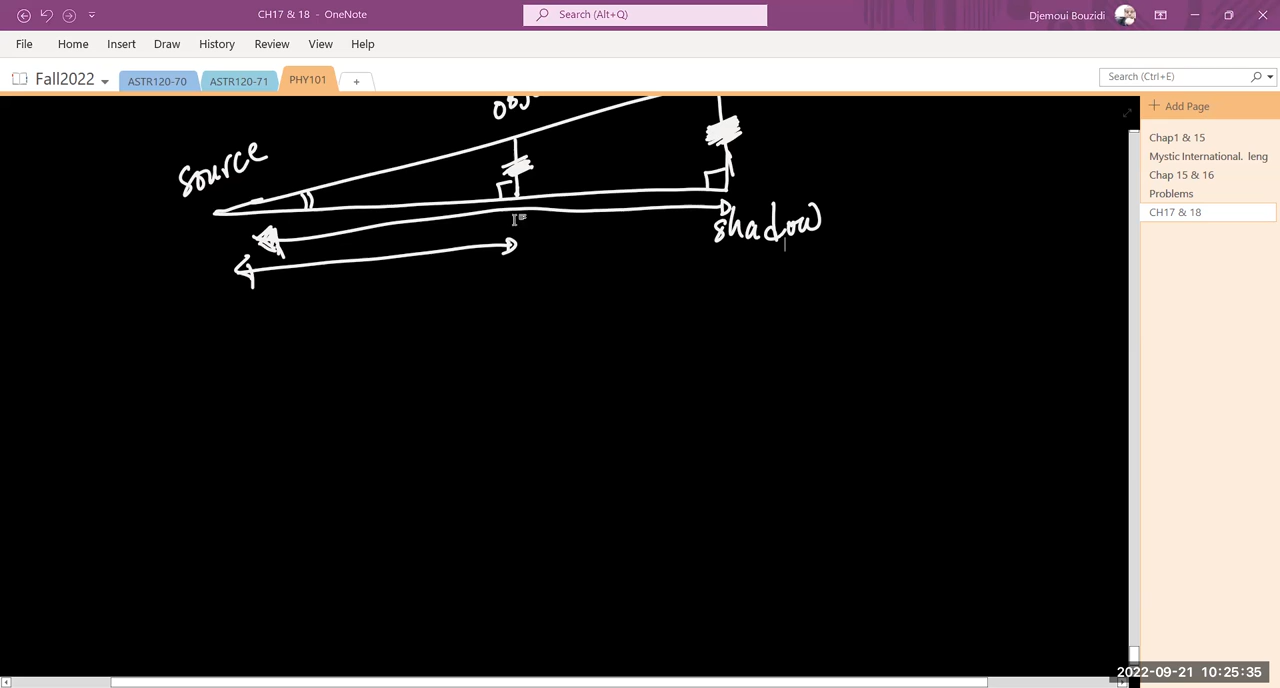 CH17 & 18 - OneNote
Search (Alt+Q)
Djemoui Bouzidi
File Home Insert Draw History Review View Help
Fall2022
ASTR120-70
ASTR120-71
PHY101
Search (Ctrl+E)
Add Page
Chap1 & 15
Mystic International. leng
Chap 15 & 16
Problems
CH17 & 18
source
shadow
2022-09-21 10:25:35